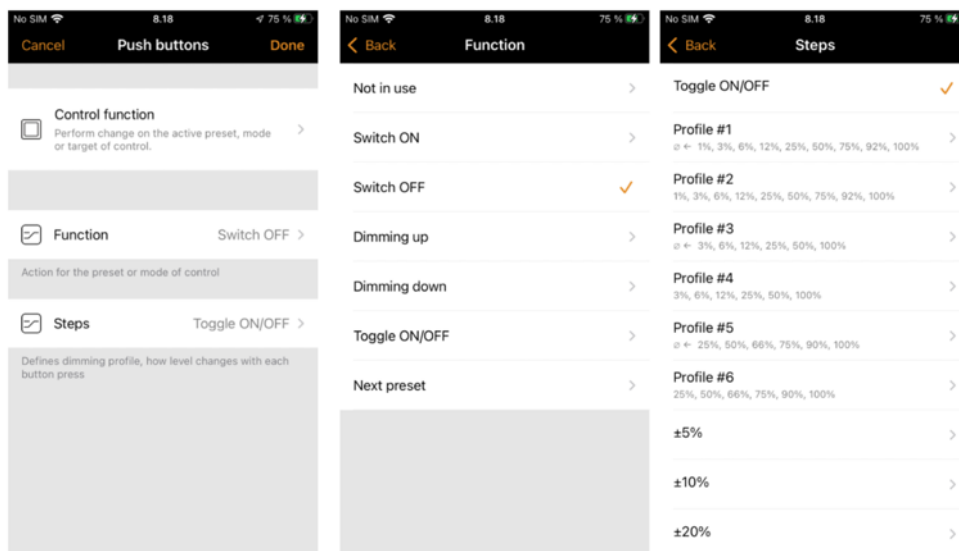 No SIM 8.18 75 %
Cancel Push buttons Done
Control function
Perform change on the active preset, mode
or target of control.
Function Switch OFF
Action for the preset or mode of control
Steps Toggle ON/OFF
Defines dimming profile, how level changes with each
button press
No SIM 8.18 75 %
Back Function
Not in use
Switch ON
Switch OFF
Dimming up
Dimming down
Toggle ON/OFF
Next preset
No SIM 8.18 75 %
Back Steps
Toggle ON/OFF
Profile #1
⌀ ← 1%, 3%, 6%, 12%, 25%, 50%, 75%, 92%, 100%
Profile #2
1%, 3%, 6%, 12%, 25%, 50%, 75%, 92%, 100%
Profile #3
⌀ ← 3%, 6%, 12%, 25%, 50%, 100%
Profile #4
3%, 6%, 12%, 25%, 50%, 100%
Profile #5
⌀ ← 25%, 50%, 66%, 75%, 90%, 100%
Profile #6
25%, 50%, 66%, 75%, 90%, 100%
±5%
±10%
±20%